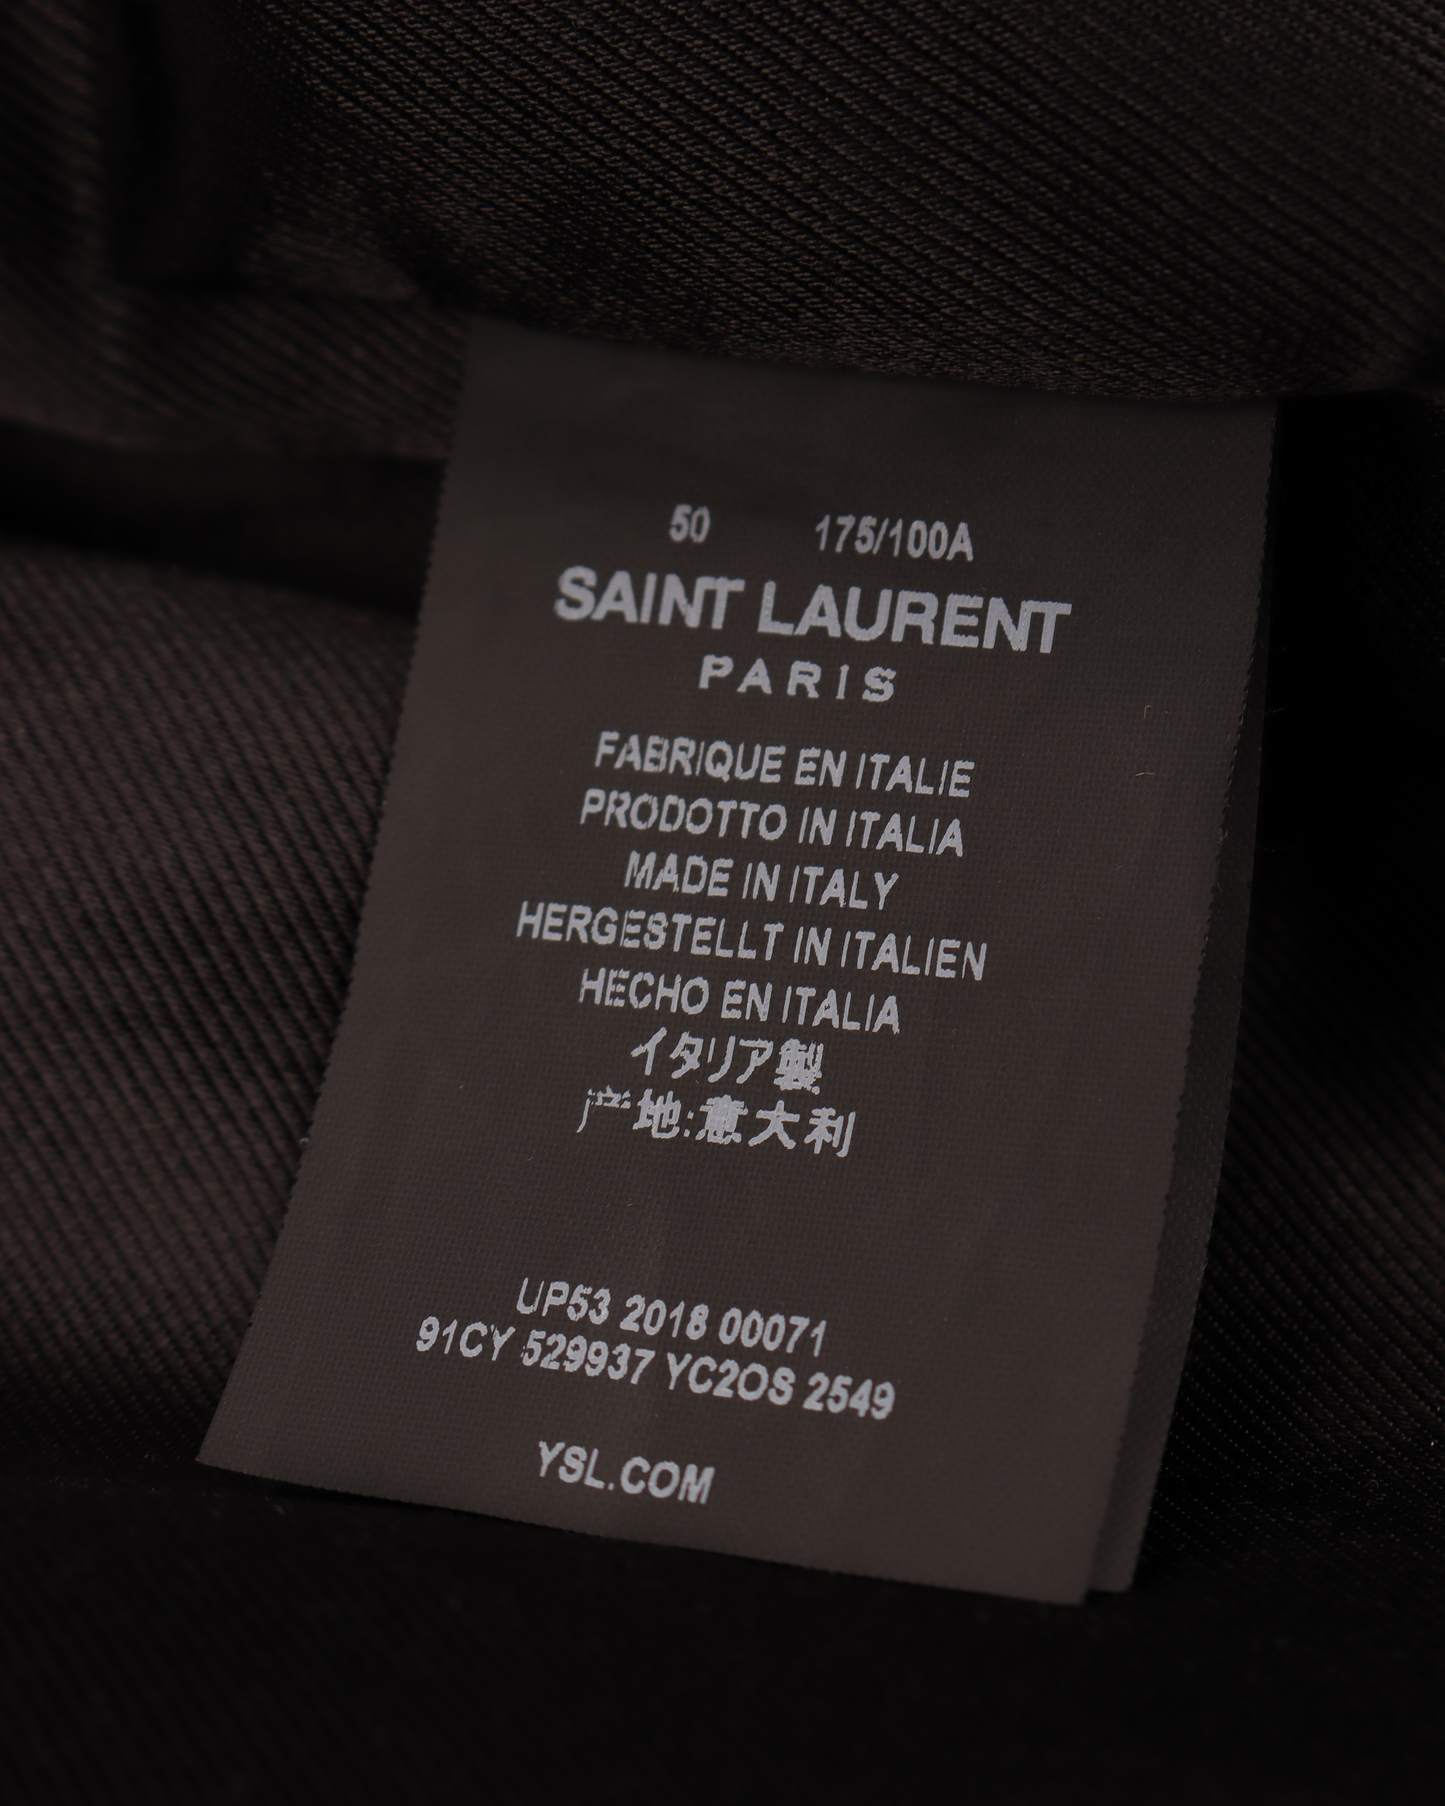 50 175/100A
SAINT LAURENT
PARIS
FABRIQUE EN ITALIE
PRODOTTO IN ITALIA
MADE IN ITALY
HERGESTELLT IN ITALIEN
HECHO EN ITALIA
イタリア製
产地:意大利
UP53 2018 00071
91CY 529937 YC2OS 2549
YSL.COM